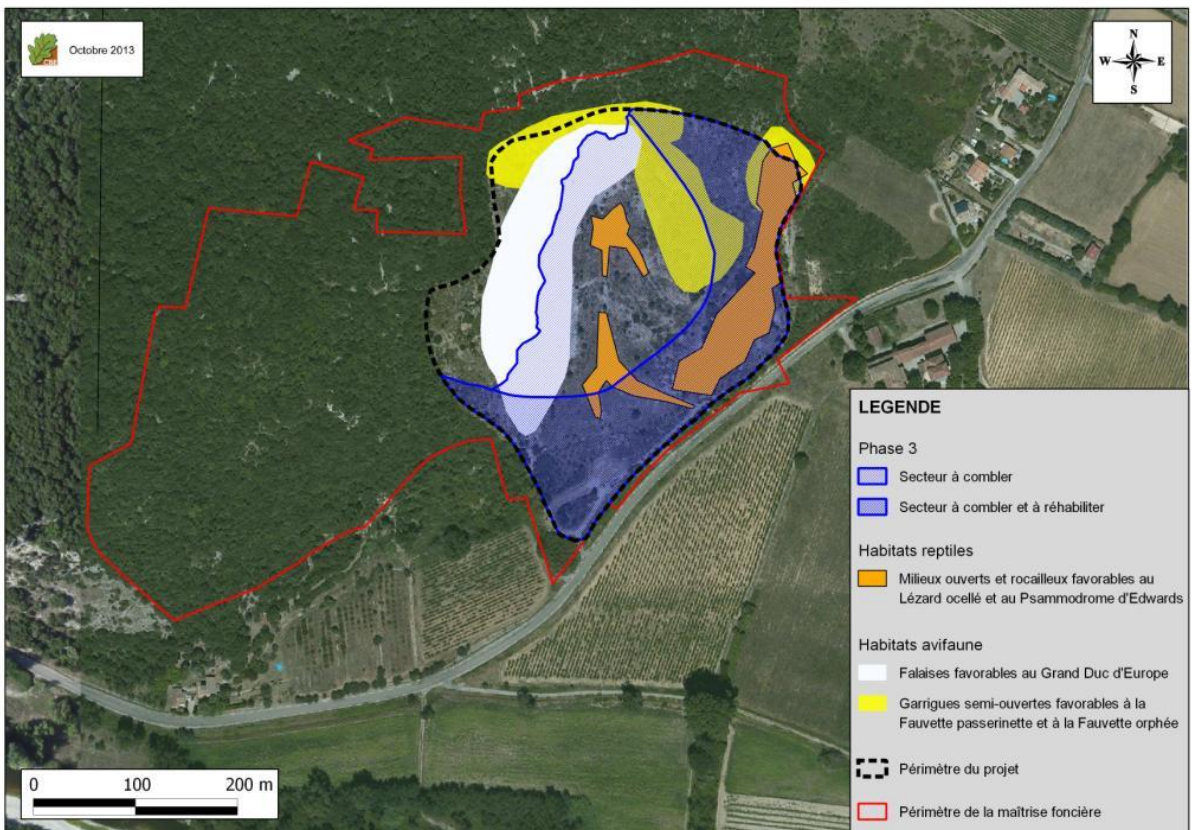 Octobre 2013
N
W E
S
LEGENDE
Phase 3
Secteur à combler
Secteur à combler et à réhabiliter
Habitats reptiles
Milieux ouverts et rocailleux favorables au
Lézard ocellé et au Psammodrome d'Edwards
Habitats avifaune
Falaises favorables au Grand Duc d'Europe
Garrigues semi-ouvertes favorables à la
Fauvette passerinette et à la Fauvette orphée
Périmètre du projet
Périmètre de la maîtrise foncière
0 100 200 m